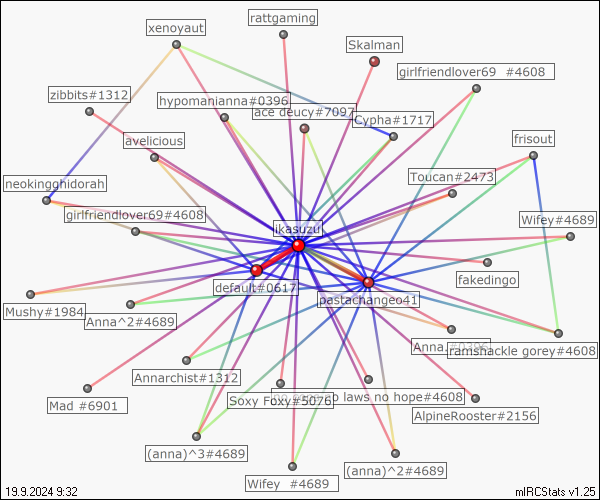 rattgaming
xenoyaut
Skalman
girlfriendlover69 #4608
zibbits#1312
hypomanianna#0396
ace deucy#7097
Cypha#1717
avelicious
frisout
Toucan#2473
neokingghidorah
girlfriendlover69#4608
Wifey#4689
ikasuzu
fakedingo
default#0617
pastachangeo41
Mushy#1984
Anna^2#4689
Anna.#0396
ramshackle gorey#4608
Annarchist#1312
Mad #6901
Soxy Foxy#5076
no laws no hope#4608
AlpineRooster#2156
(anna)^3#4689
(anna)^2#4689
Wifey #4689
19.9.2024 9:32
mIRCStats v1.25